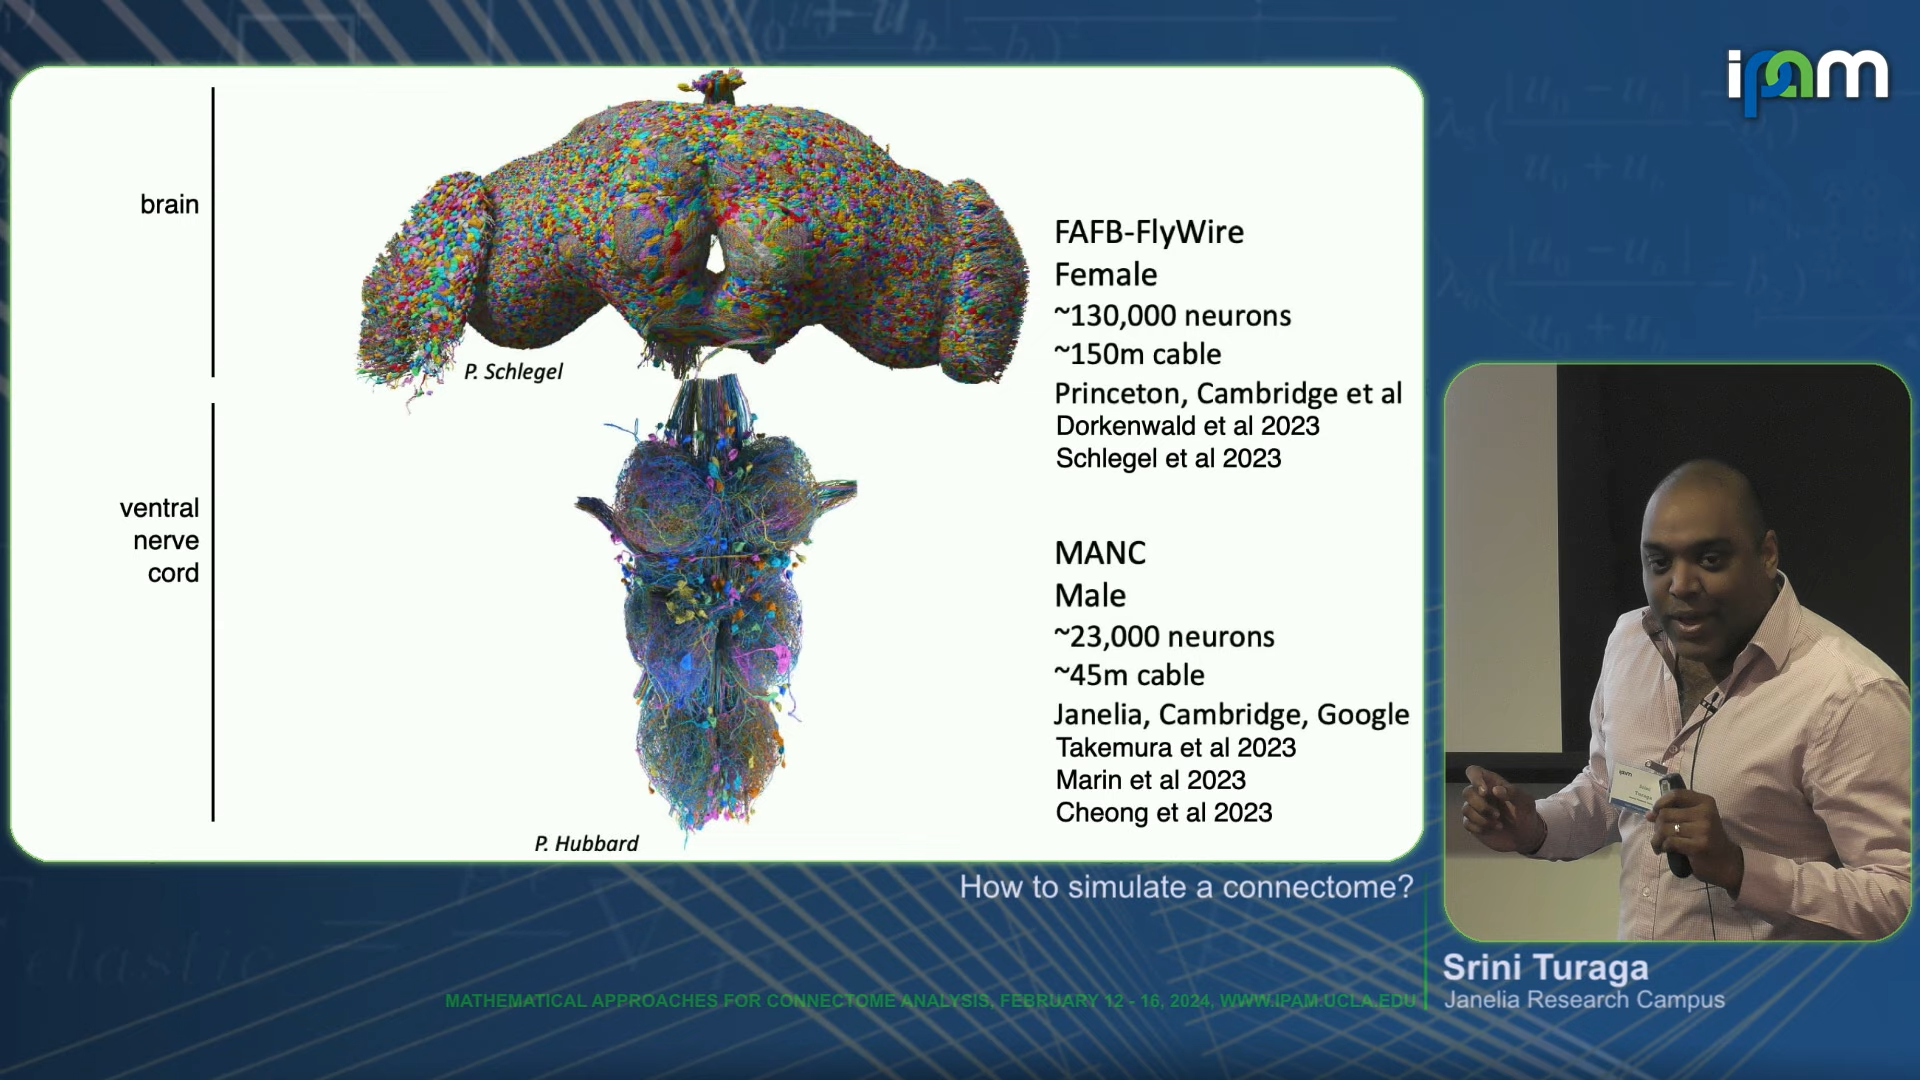 ipam
brain
P. Schlegel
FAFB-FlyWire
Female
~130,000 neurons
~150m cable
Princeton, Cambridge et al
Dorkenwald et al 2023
Schlegel et al 2023
ventral
nerve
cord
P. Hubbard
MANC
Male
~23,000 neurons
~45m cable
Janelia, Cambridge, Google
Takemura et al 2023
Marin et al 2023
Cheong et al 2023
ipam
Srini
Turaga
How to simulate a connectome?
Srini Turaga
Janelia Research Campus
MATHEMATICAL APPROACHES FOR CONNECTOME ANALYSIS, FEBRUARY 12 - 16, 2024, WWW.IPAM.UCLA.EDU